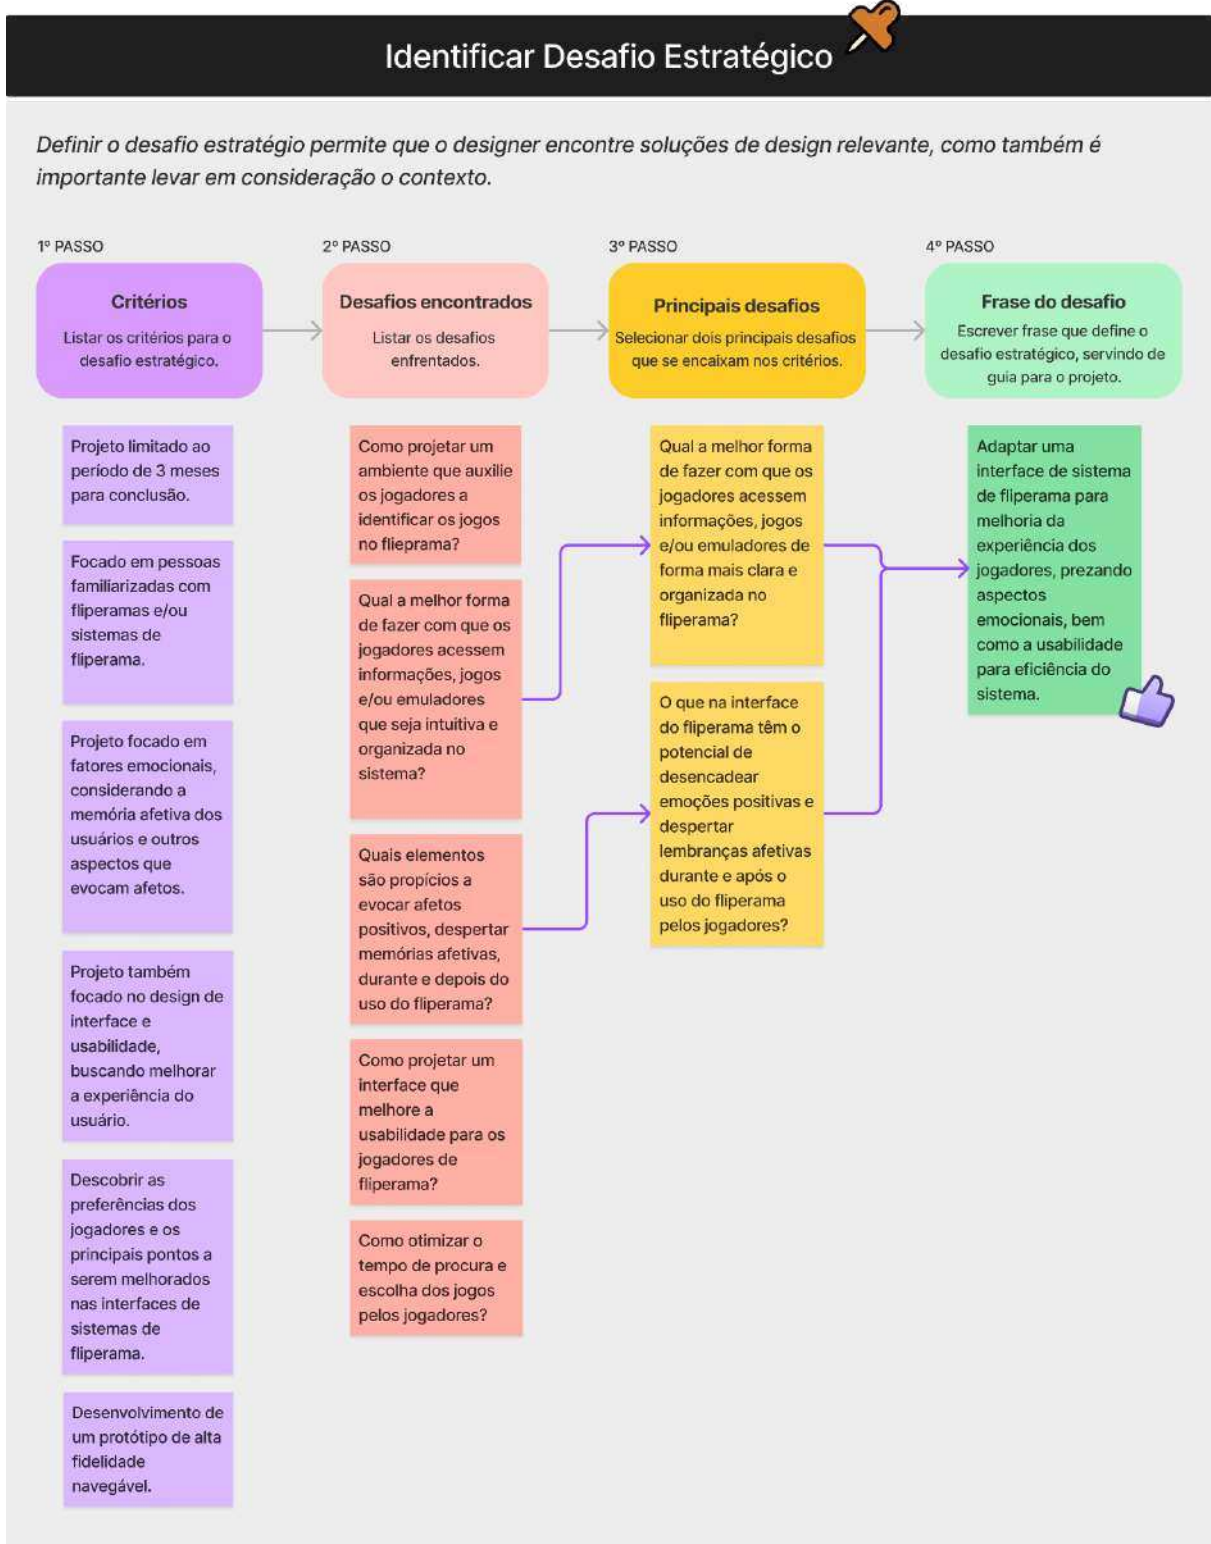 Identificar Desafio Estratégico
Definir o desafio estratégio permite que o designer encontre soluções de design relevante, como também é
importante levar em consideração o contexto.
1º PASSO
Critérios
Listar os critérios para o
desafio estratégico.
Projeto limitado ao
período de 3 meses
para conclusão.
Focado em pessoas
familiarizadas com
fliperamas e/ou
sistemas de
fliperama.
Projeto focado em
fatores emocionais,
considerando a
memória afetiva dos
usuários e outros
aspectos que
evocam afetos.
Projeto também
focado no design de
interface e
usabilidade,
buscando melhorar
a experiência do
usuário.
Descobrir as
preferências dos
jogadores e os
principais pontos a
serem melhorados
nas interfaces de
sistemas de
fliperama.
Desenvolvimento de
um protótipo de alta
fidelidade
navegável.
2º PASSO
Desafios encontrados
Listar os desafios
enfrentados.
Como projetar um
ambiente que auxilie
os jogadores a
identificar os jogos
no flieprama?
Qual a melhor forma
de fazer com que os
jogadores acessem
informações, jogos
e/ou emuladores
que seja intuitiva e
organizada no
sistema?
Quais elementos
são propícios a
evocar afetos
positivos, despertar
memórias afetivas,
durante e depois do
uso do fliperama?
Como projetar um
interface que
melhore a
usabilidade para os
jogadores de
fliperama?
Como otimizar o
tempo de procura e
escolha dos jogos
pelos jogadores?
3º PASSO
Principais desafios
Selecionar dois principais desafios
que se encaixam nos critérios.
Qual a melhor forma
de fazer com que os
jogadores acessem
informações, jogos
e/ou emuladores de
forma mais clara e
organizada no
fliperama?
O que na interface
do fliperama têm o
potencial de
desencadear
emoções positivas e
despertar
lembranças afetivas
durante e após o
uso do fliperama
pelos jogadores?
4º PASSO
Frase do desafio
Escrever frase que define o
desafio estratégico, servindo de
guia para o projeto.
Adaptar uma
interface de sistema
de fliperama para
melhoria da
experiência dos
jogadores, prezando
aspectos
emocionais, bem
como a usabilidade
para eficiência do
sistema.